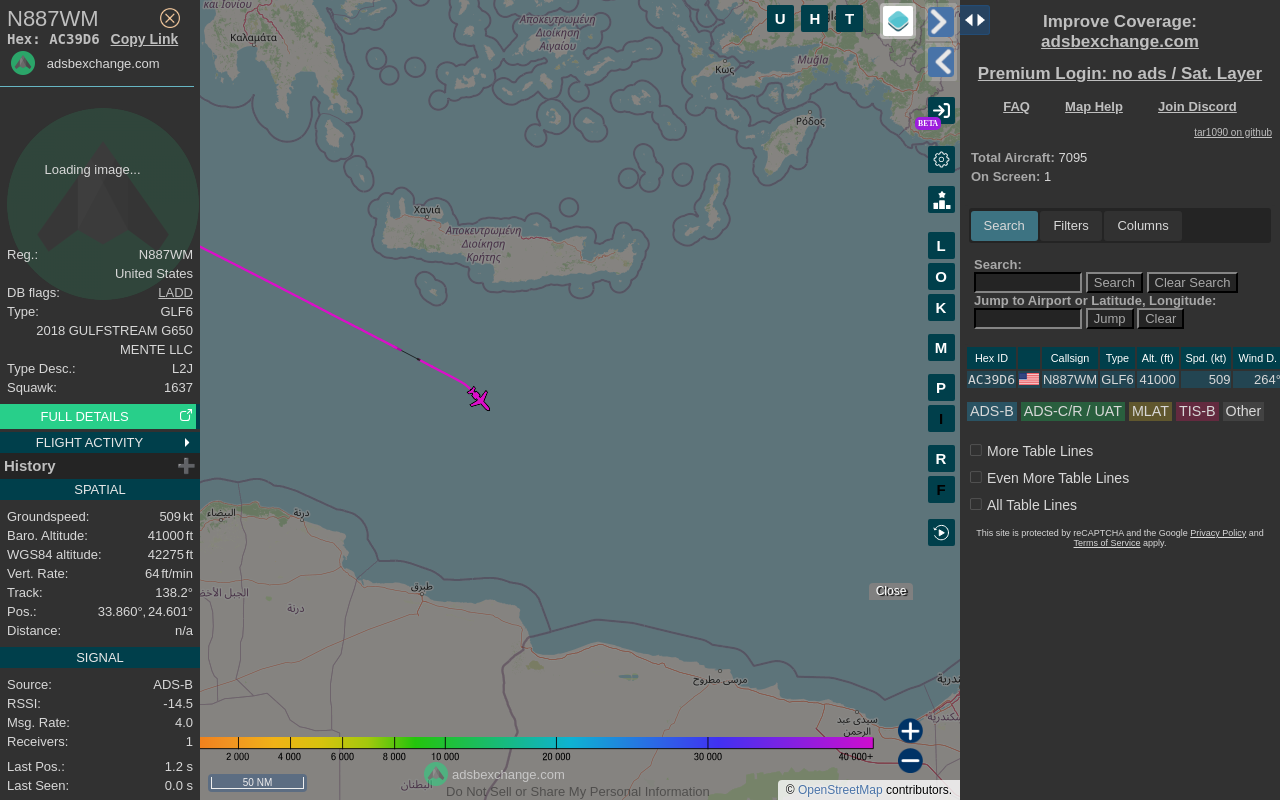 N887WM
Hex: AC39D6 Copy Link
adsbexchange.com
Loading image...
Reg.: N887WM
United States
DB flags: LADD
Type: GLF6
2018 GULFSTREAM G650
MENTE LLC
Type Desc.: L2J
Squawk: 1637
FULL DETAILS
FLIGHT ACTIVITY
History
SPATIAL
Groundspeed: 509 kt
Baro. Altitude: 41000 ft
WGS84 altitude: 42275 ft
Vert. Rate: 64 ft/min
Track: 138.2°
Pos.: 33.860°, 24.601°
Distance: n/a
SIGNAL
Source: ADS-B
RSSI: -14.5
Msg. Rate: 4.0
Receivers: 1
Last Pos.: 1.2 s
Last Seen: 0.0 s
και Ιονίου
Καλαμάτα
Αποκεντρωμένη
Διοίκηση
Αιγαίου
Muğla
Κως
Muğla
Ρόδος
Χανιά
Αποκεντρωμένη
Διοίκηση
Κρήτης
البيضاء
درنة
الجبل الأخضر
درنة
طبرق
مرسى مطروح
سيدى عبد
الرحمن
البطنان
U H T
BETA
L
O
K
M
P
I
R
F
Close
2 000 4 000 6 000 8 000 10 000 20 000 30 000 40 000+
50 NM
adsbexchange.com
Do Not Sell or Share My Personal Information
© OpenStreetMap contributors.
Improve Coverage:
adsbexchange.com
Premium Login: no ads / Sat. Layer
FAQ Map Help Join Discord
tar1090 on github
Total Aircraft: 7095
On Screen: 1
Search Filters Columns
Search:
Search Clear Search
Jump to Airport or Latitude, Longitude:
Jump Clear
Hex ID Callsign Type Alt. (ft) Spd. (kt) Wind D.
AC39D6 N887WM GLF6 41000 509 264°
ADS-B ADS-C/R / UAT MLAT TIS-B Other
More Table Lines
Even More Table Lines
All Table Lines
This site is protected by reCAPTCHA and the Google Privacy Policy and
Terms of Service apply.